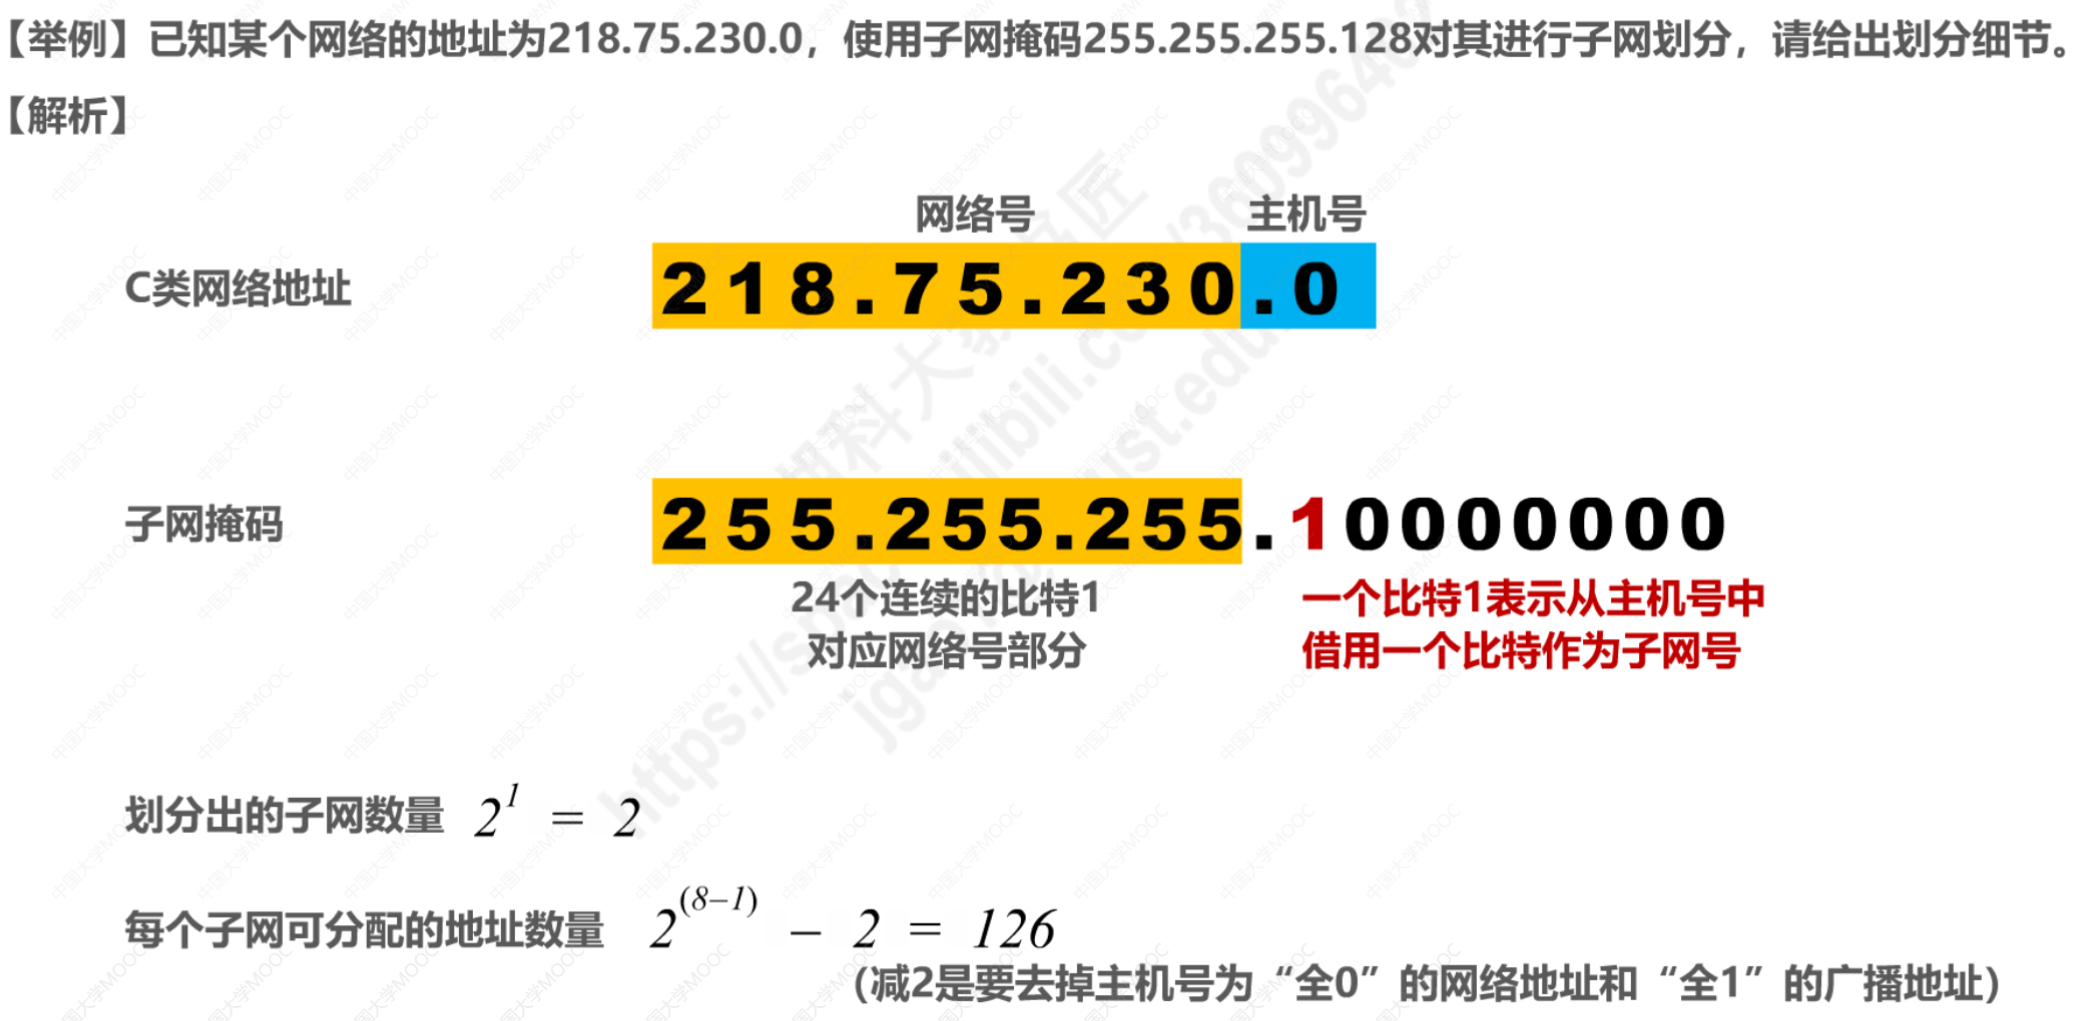 【举例】已知某个网络的地址为218.75.230.0，使用子网掩码255.255.255.128对其进行子网划分，请给出划分细节。
【解析】
网络号 主机号
C类网络地址 218.75.230.0
子网掩码 255.255.255.10000000
24个连续的比特1 一个比特1表示从主机号中
对应网络号部分 借用一个比特作为子网号
划分出的子网数量 2^1 = 2
每个子网可分配的地址数量 2^(8–1) – 2 = 126
（减2是要去掉主机号为“全0”的网络地址和“全1”的广播地址）
中国大学MOOC